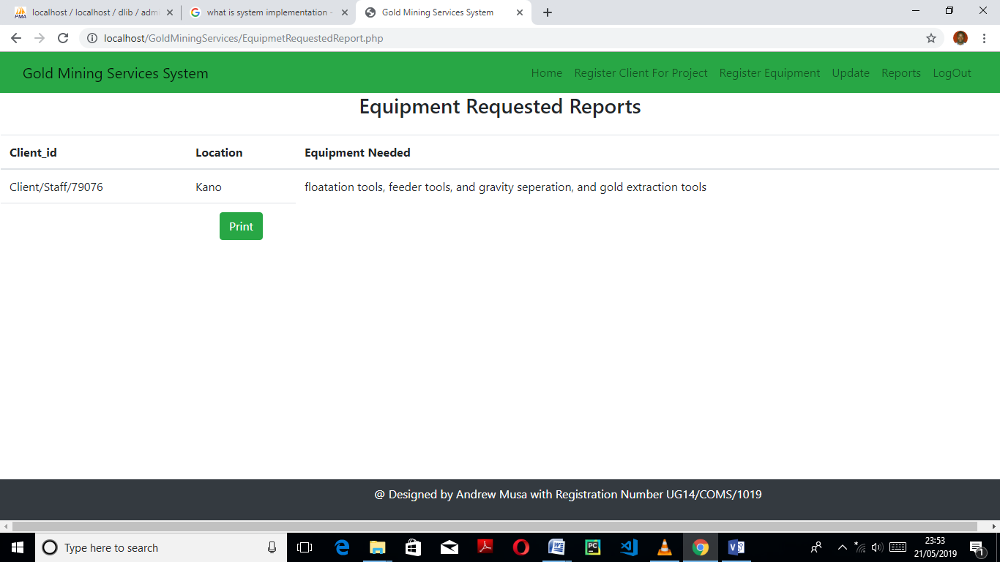 localhost / localhost / dlib / adm
what is system implementation -
Gold Mining Services System
localhost/GoldMiningServices/EquipmetRequestedReport.php
Gold Mining Services System
Home Register Client For Project Register Equipment Update Reports LogOut
Equipment Requested Reports
Client_id Location Equipment Needed
Client/Staff/79076 Kano floatation tools, feeder tools, and gravity seperation, and gold extraction tools
Print
@ Designed by Andrew Musa with Registration Number UG14/COMS/1019
Type here to search
23:53
21/05/2019